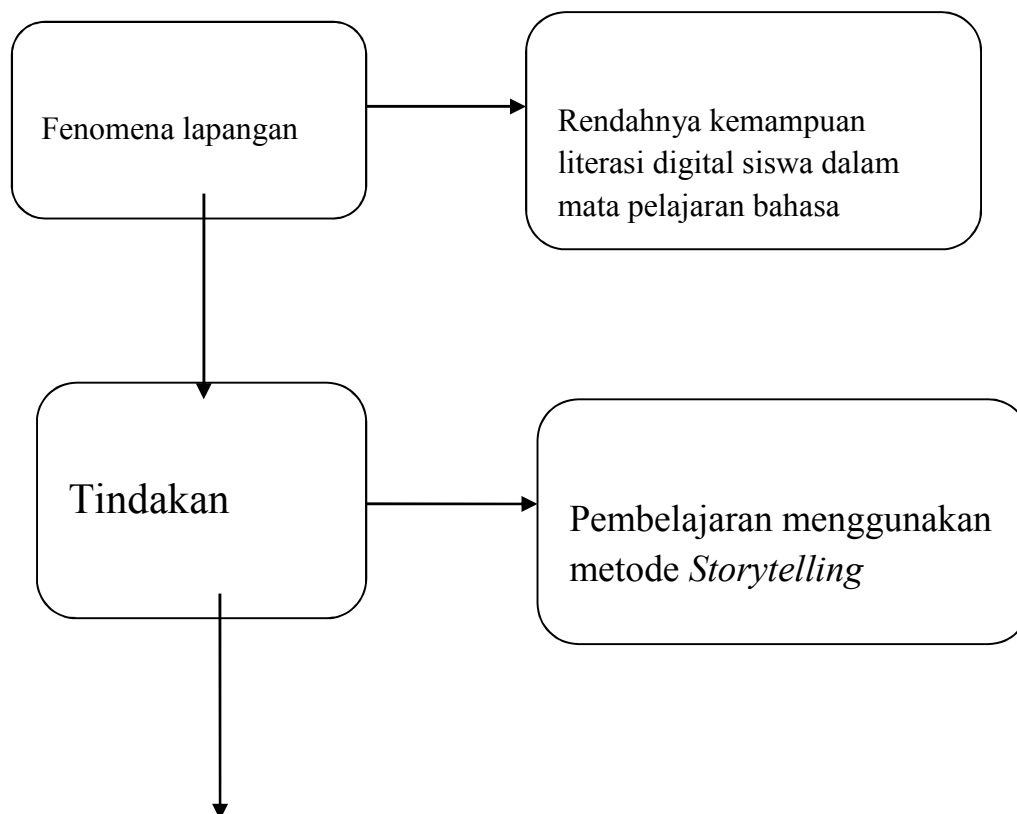 Fenomena lapangan
Rendahnya kemampuan
literasi digital siswa dalam
mata pelajaran bahasa
Tindakan
Pembelajaran menggunakan
metode Storytelling